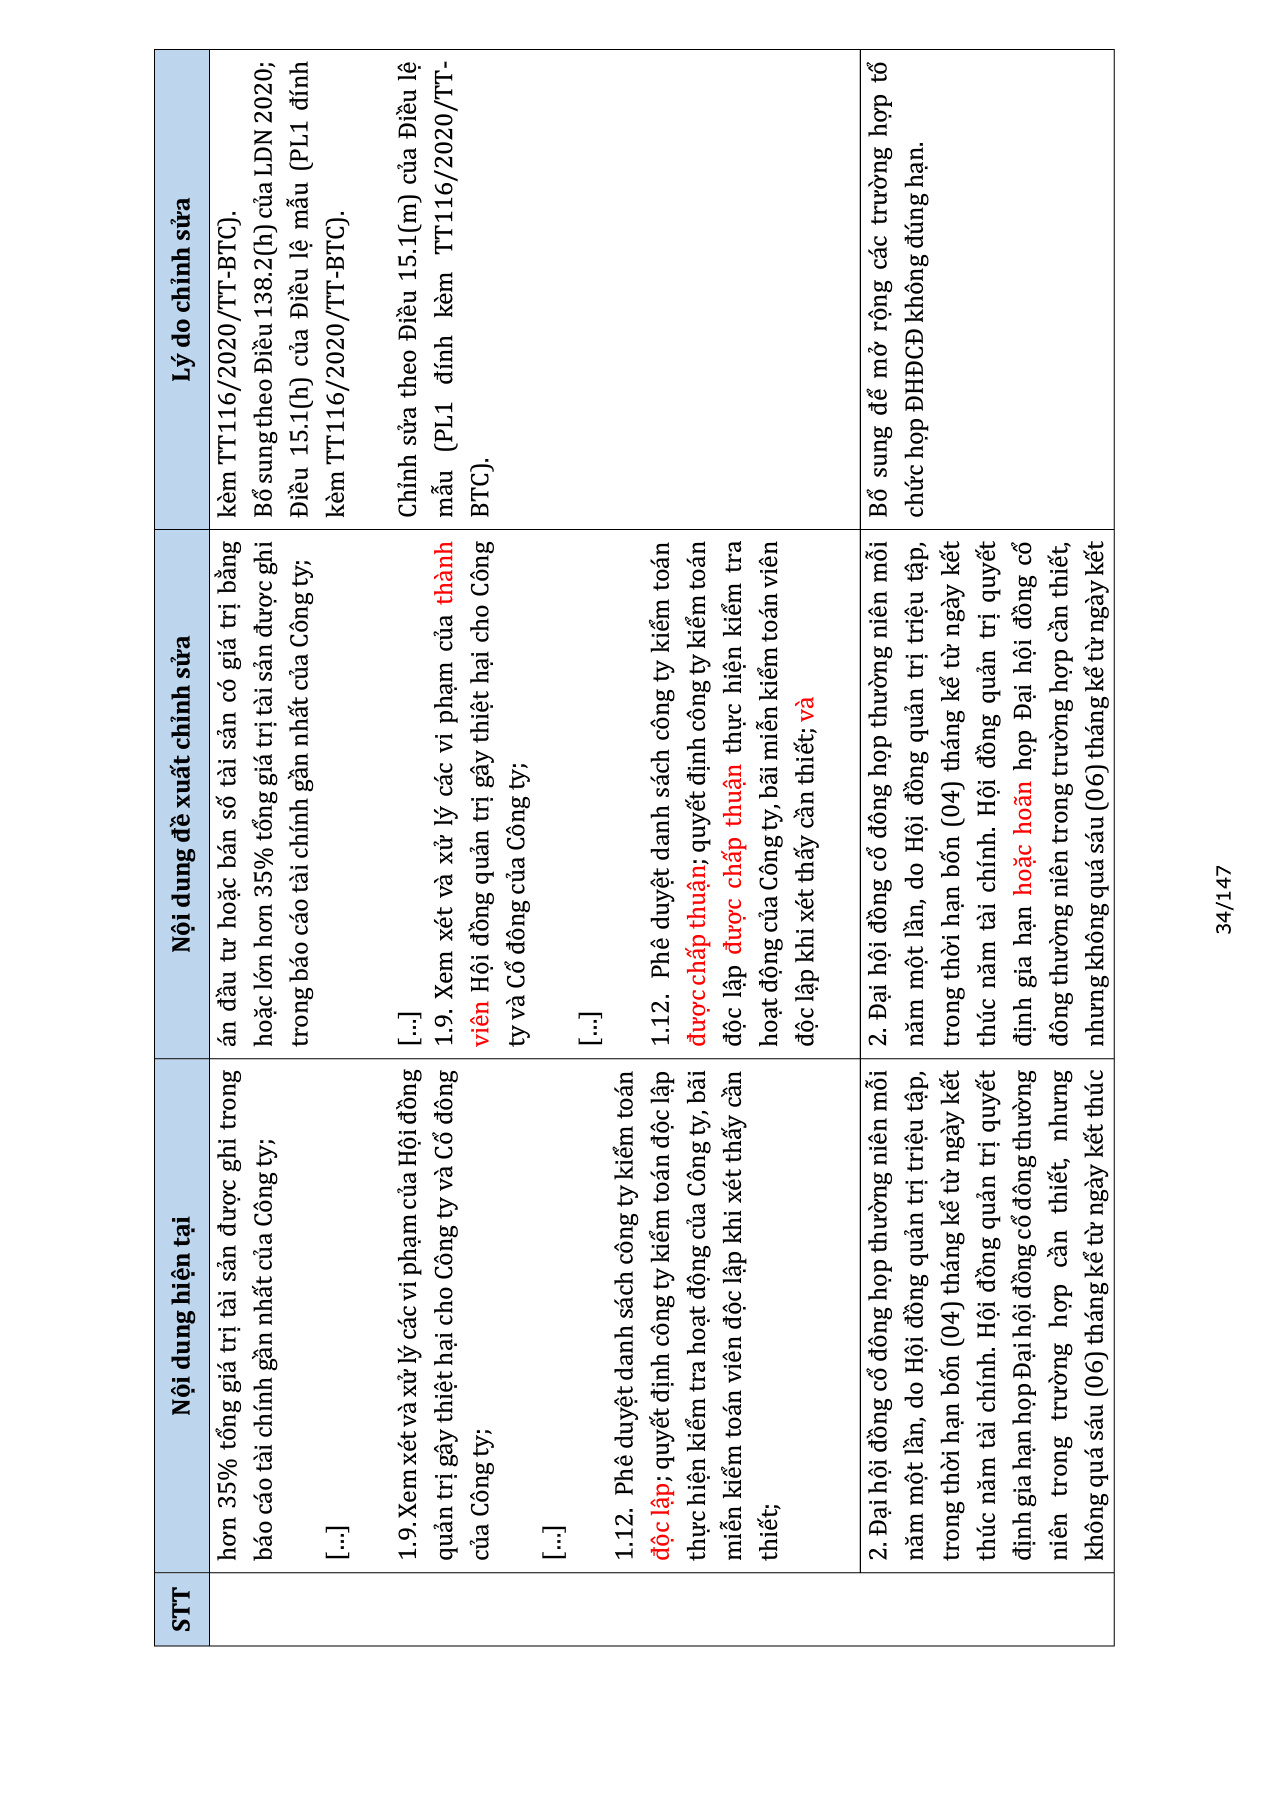 STT
Nội dung hiện tại
Nội dung đề xuất chỉnh sửa
Lý do chỉnh sửa
hơn 35% tổng giá trị tài sản được ghi trong
báo cáo tài chính gần nhất của Công ty;
[...]
1.9. Xem xét và xử lý các vi phạm của Hội đồng
quản trị gây thiệt hại cho Công ty và Cổ đông
của Công ty;
[...]
1.12. Phê duyệt danh sách công ty kiểm toán
độc lập; quyết định công ty kiểm toán độc lập
thực hiện kiểm tra hoạt động của Công ty, bãi
miễn kiểm toán viên độc lập khi xét thấy cần
thiết;
án đầu tư hoặc bán số tài sản có giá trị bằng
hoặc lớn hơn 35% tổng giá trị tài sản được ghi
trong báo cáo tài chính gần nhất của Công ty;
[...]
1.9. Xem xét và xử lý các vi phạm của thành
viên Hội đồng quản trị gây thiệt hại cho Công
ty và Cổ đông của Công ty;
[...]
1.12. Phê duyệt danh sách công ty kiểm toán
được chấp thuận; quyết định công ty kiểm toán
độc lập được chấp thuận thực hiện kiểm tra
hoạt động của Công ty, bãi miễn kiểm toán viên
độc lập khi xét thấy cần thiết; và
kèm TT116/2020/TT-BTC).
Bổ sung theo Điều 138.2(h) của LDN 2020;
Điều 15.1(h) của Điều lệ mẫu (PL1 đính
kèm TT116/2020/TT-BTC).
Chỉnh sửa theo Điều 15.1(m) của Điều lệ
mẫu (PL1 đính kèm TT116/2020/TT-
BTC).
2. Đại hội đồng cổ đông họp thường niên mỗi
năm một lần, do Hội đồng quản trị triệu tập,
trong thời hạn bốn (04) tháng kể từ ngày kết
thúc năm tài chính. Hội đồng quản trị quyết
định gia hạn họp Đại hội đồng cổ đông thường
niên trong trường hợp cần thiết, nhưng
không quá sáu (06) tháng kể từ ngày kết thúc
2. Đại hội đồng cổ đông họp thường niên mỗi
năm một lần, do Hội đồng quản trị triệu tập,
trong thời hạn bốn (04) tháng kể từ ngày kết
thúc năm tài chính. Hội đồng quản trị quyết
định gia hạn hoặc hoãn họp Đại hội đồng cổ
đông thường niên trong trường hợp cần thiết,
nhưng không quá sáu (06) tháng kể từ ngày kết
Bổ sung để mở rộng các trường hợp tổ
chức họp ĐHĐCĐ không đúng hạn.
34/147